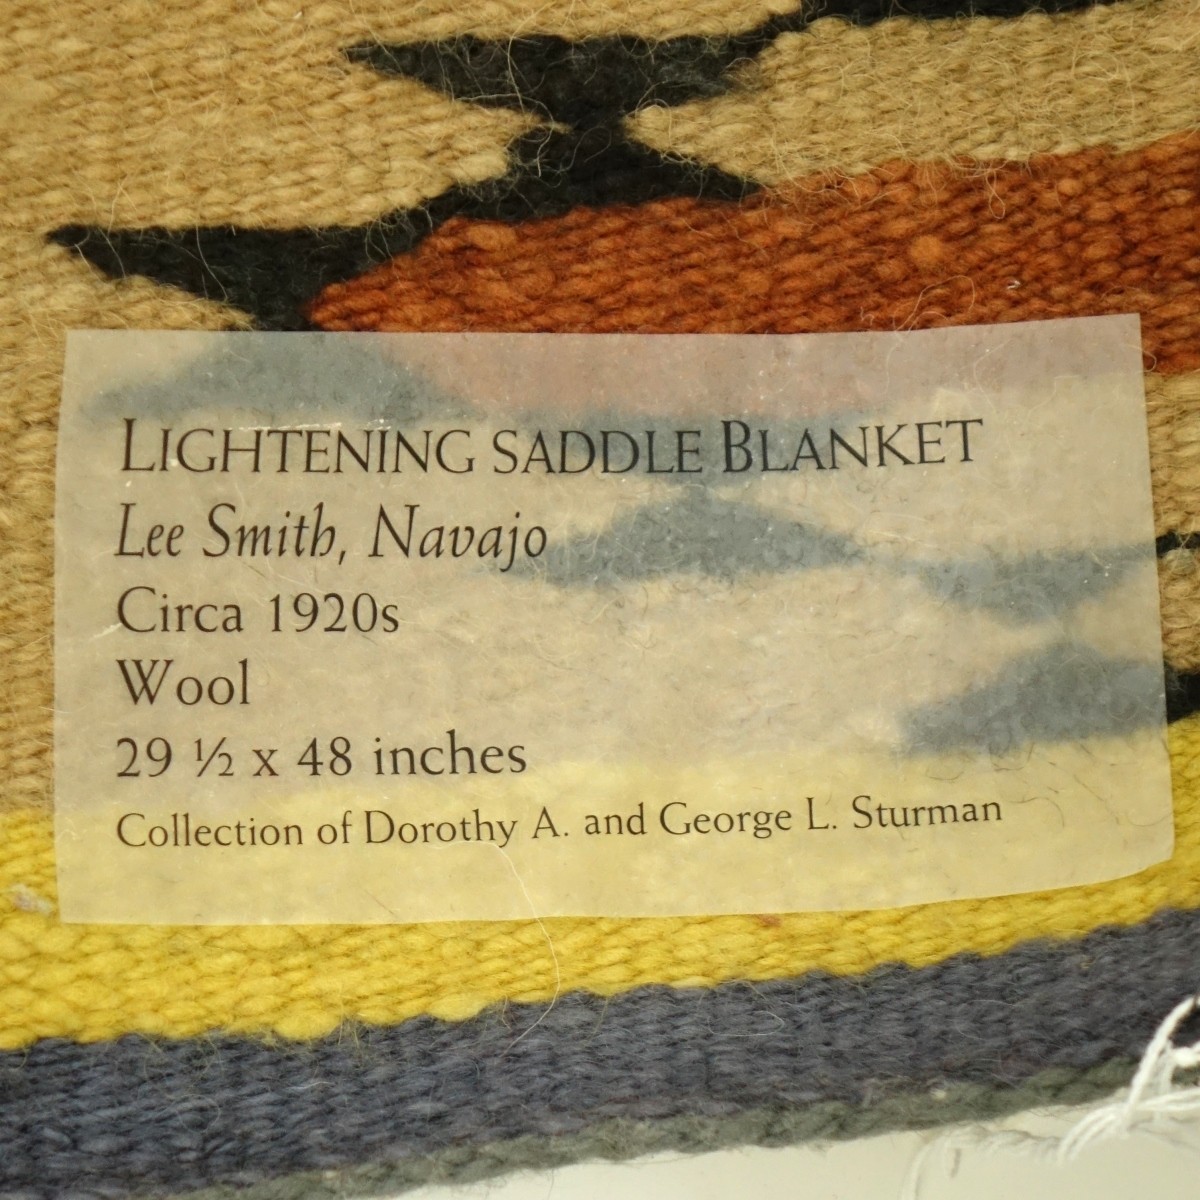 LIGHTENING SADDLE BLANKET
Lee Smith, Navajo
Circa 1920s
Wool
29 ½ x 48 inches
Collection of Dorothy A. and George L. Sturman